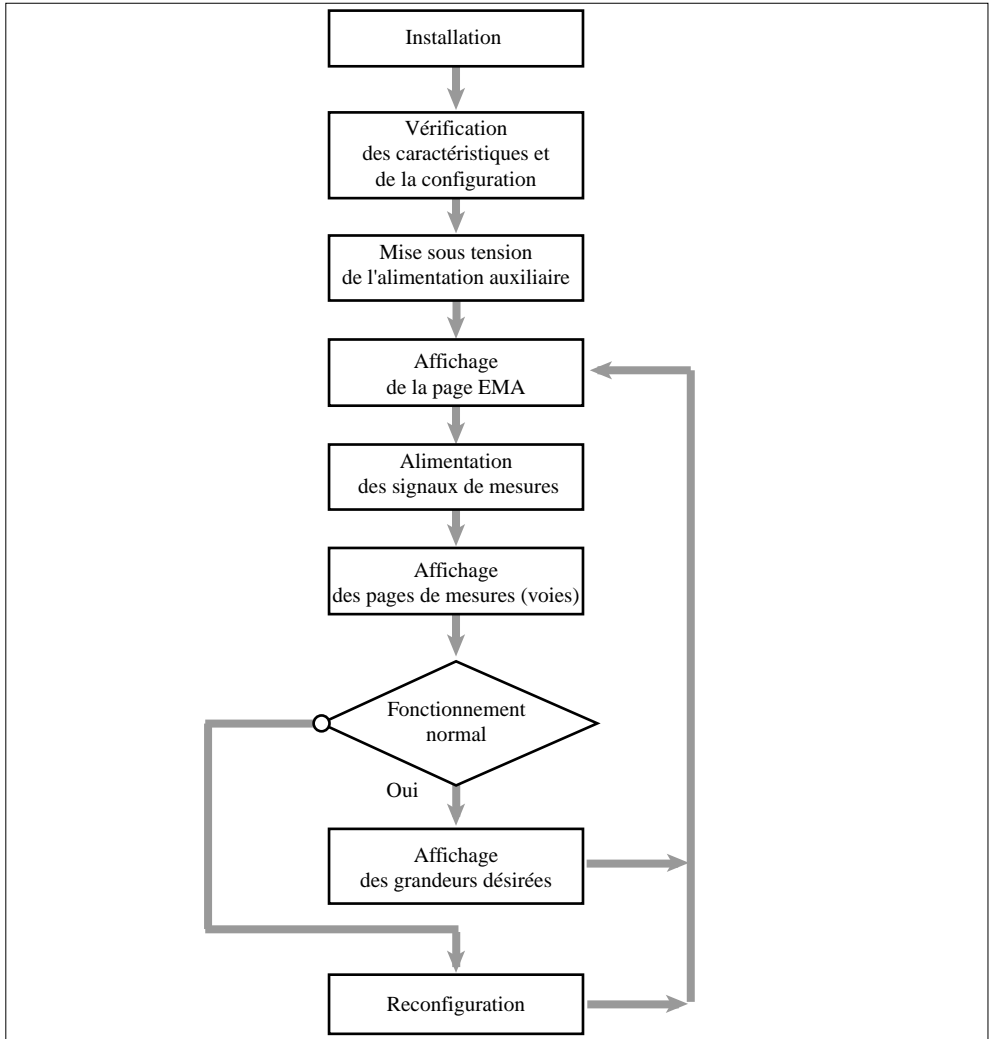 Installation
Vérification
des caractéristiques et
de la configuration
Mise sous tension
de l'alimentation auxiliaire
Affichage
de la page EMA
Alimentation
des signaux de mesures
Affichage
des pages de mesures (voies)
Fonctionnement
normal
Oui
Affichage
des grandeurs désirées
Reconfiguration